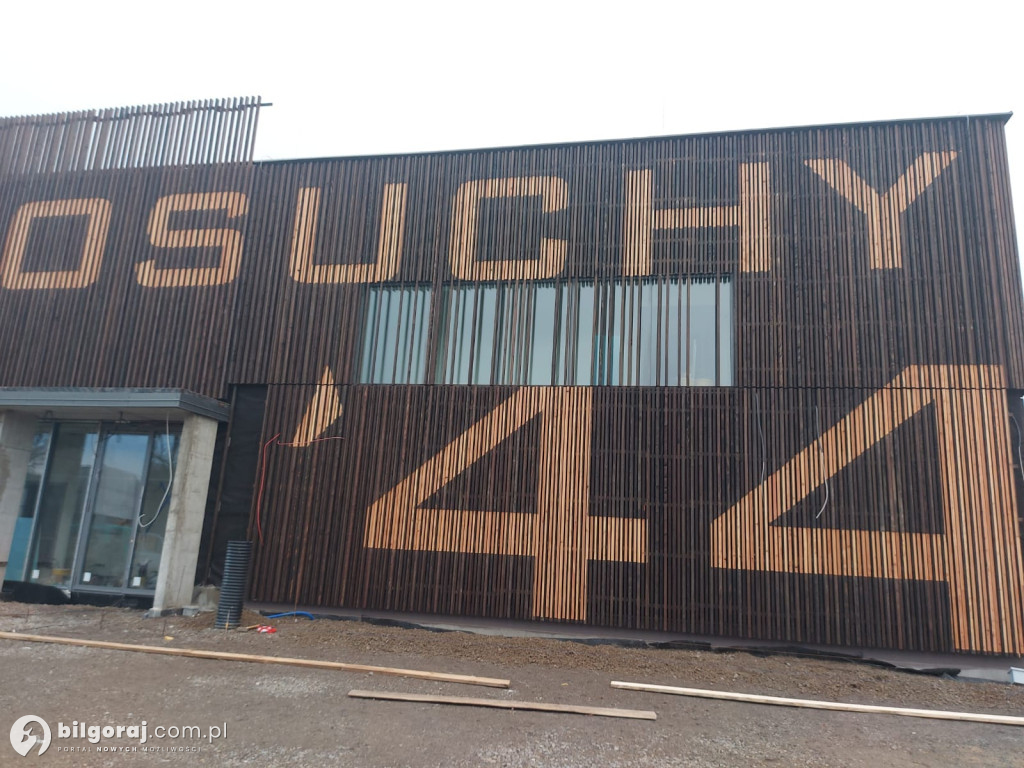 OSUCHY
'44
bilgoraj.com.pl
PORTAL NOWYCH MOŻLIWOŚCI